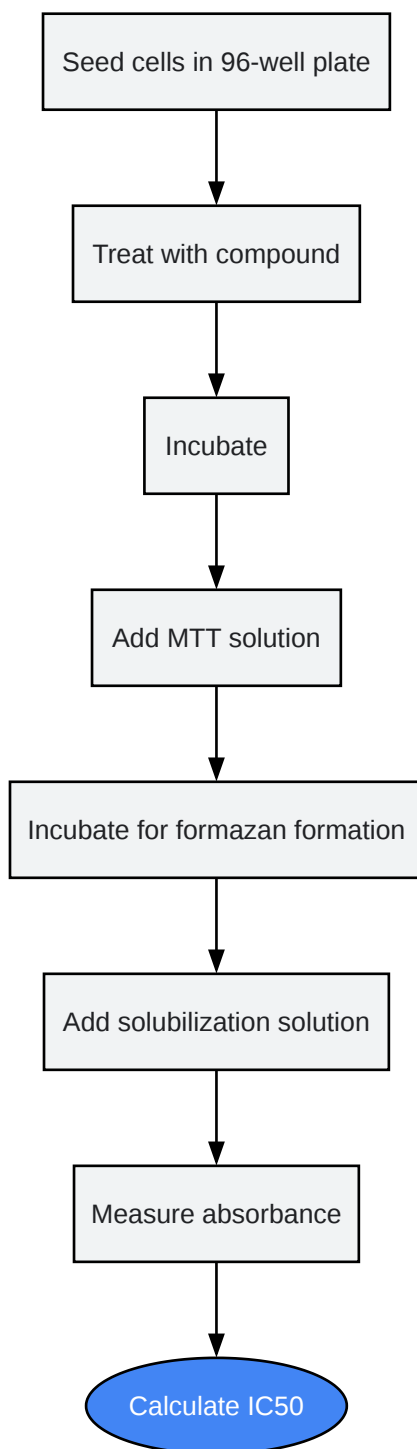 Seed cells in 96-well plate
Treat with compound
Incubate
Add MTT solution
Incubate for formazan formation
Add solubilization solution
Measure absorbance
Calculate IC50